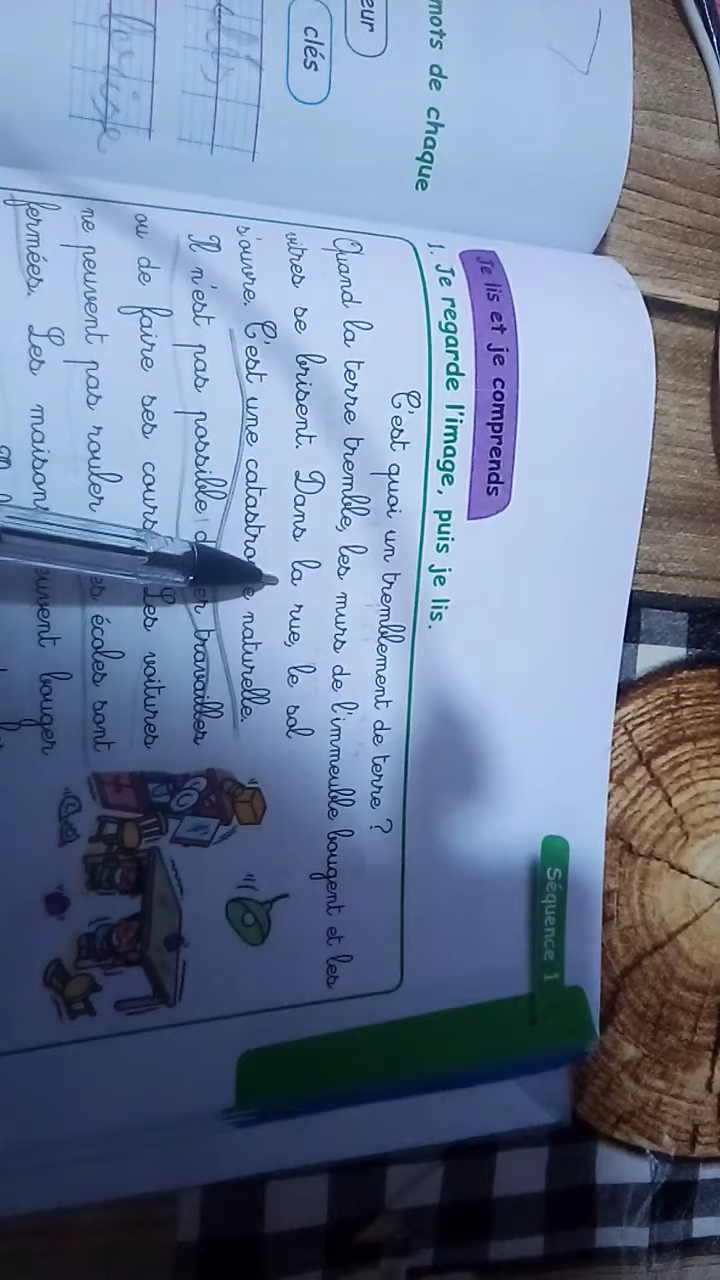 mots de chaque
eur
clés
Séquence 1
Je lis et je comprends
1. Je regarde l'image, puis je lis.
C'est quoi un tremblement de terre ?
Quand la terre tremble, les murs de l'immeuble bougent et les
vitres se brisent. Dans la rue, le sol
s'ouvre. C'est une catastro e naturelle.
Il n'est pas possible d' er travailler
ou de faire ses cours Les voitures
ne peuvent pas rouler es écoles sont
fermées. Les maisons euvent bouger